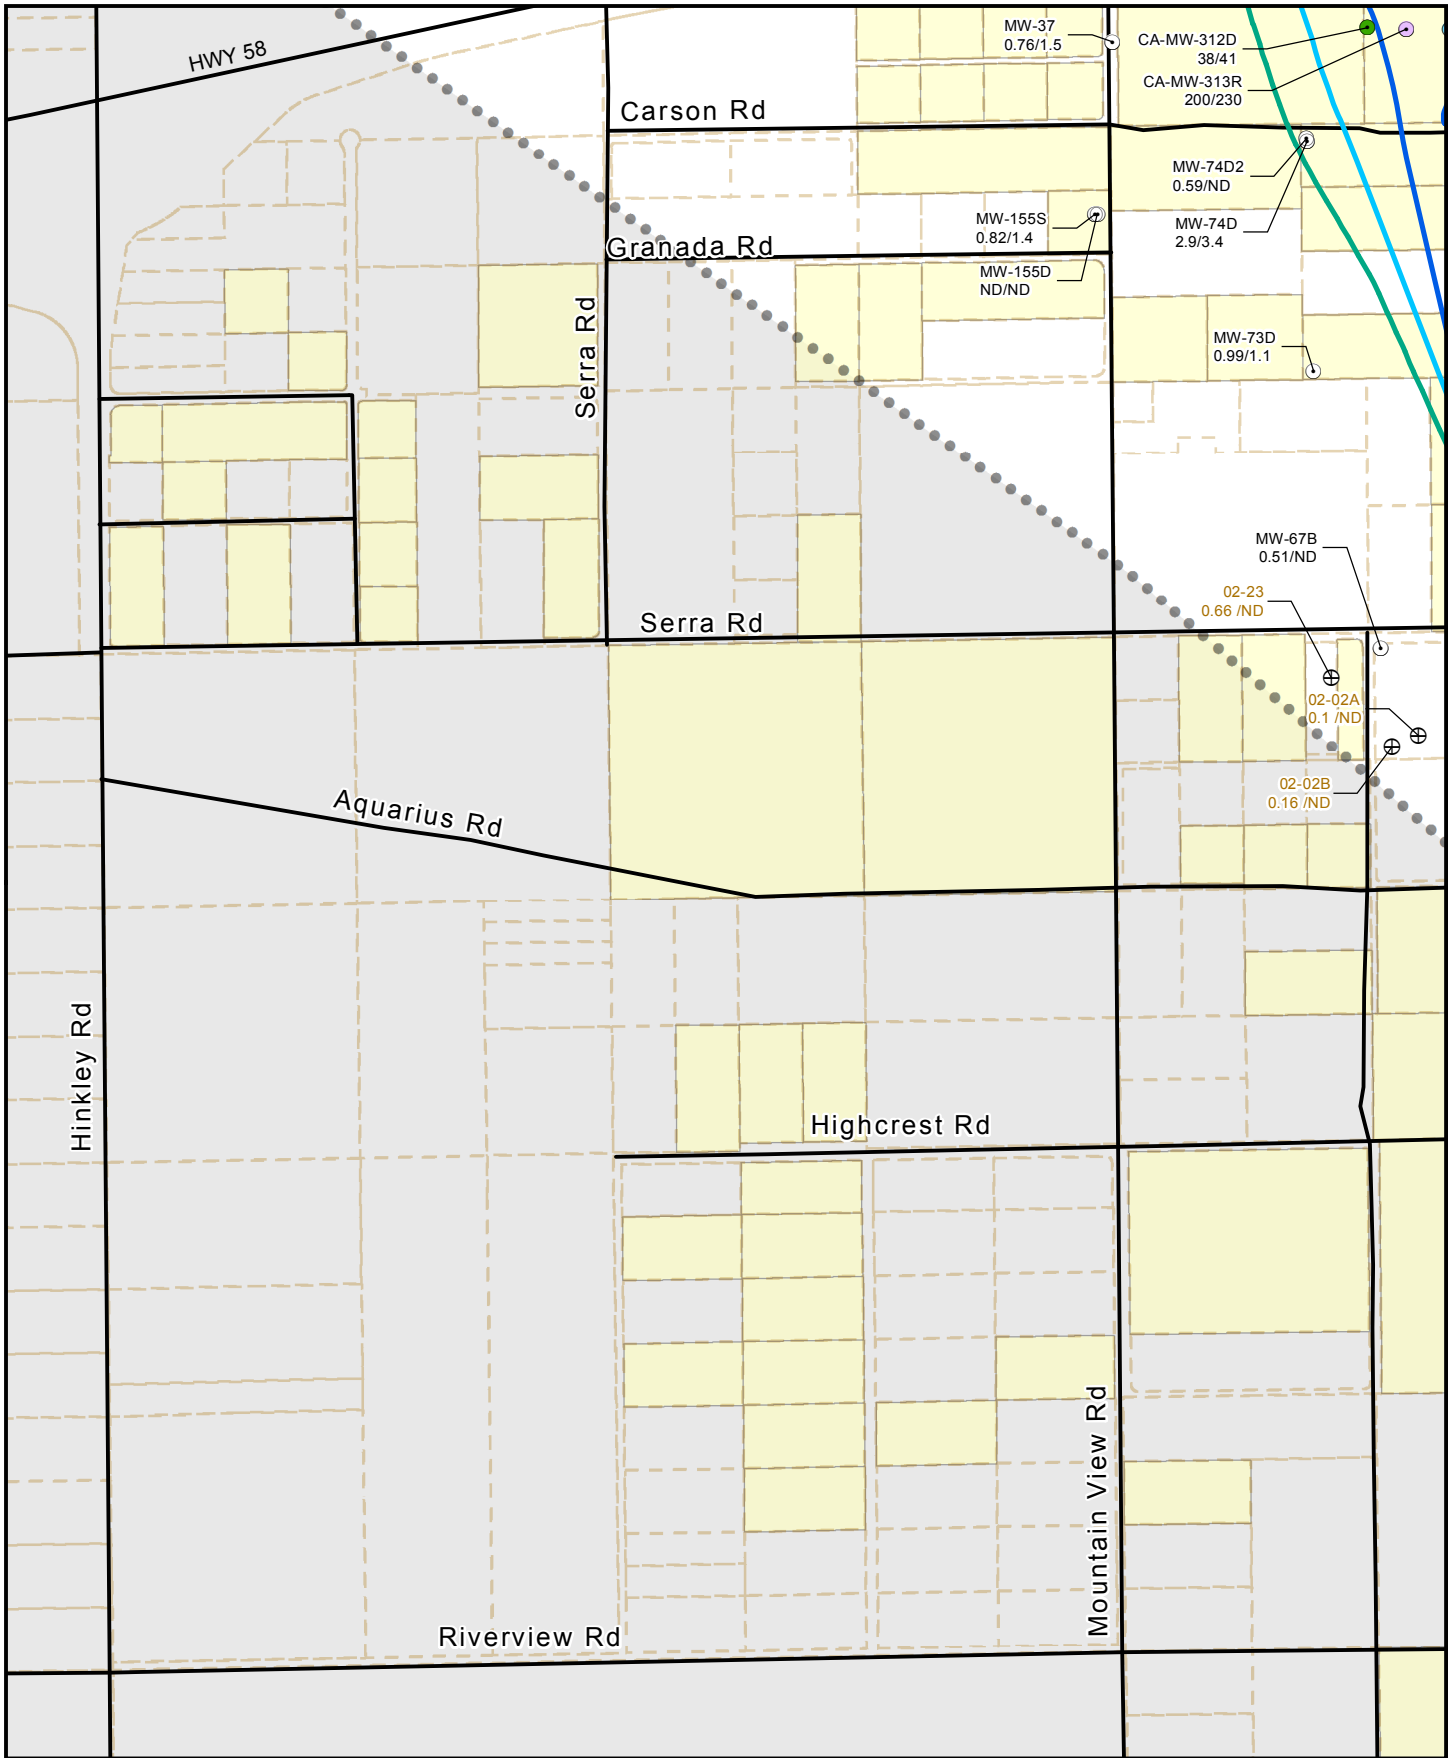 HWY 58
MW-37
0.76/1.5
CA-MW-312D
38/41
CA-MW-313R
200/230
Carson Rd
MW-74D2
0.59/ND
MW-155S
0.82/1.4
MW-74D
2.9/3.4
Granada Rd
MW-155D
ND/ND
Serra Rd
MW-73D
0.99/1.1
MW-67B
0.51/ND
02-23
0.66 /ND
Serra Rd
02-02A
0.1 /ND
02-02B
0.16 /ND
Aquarius Rd
Hinkley Rd
Highcrest Rd
Mountain View Rd
Riverview Rd